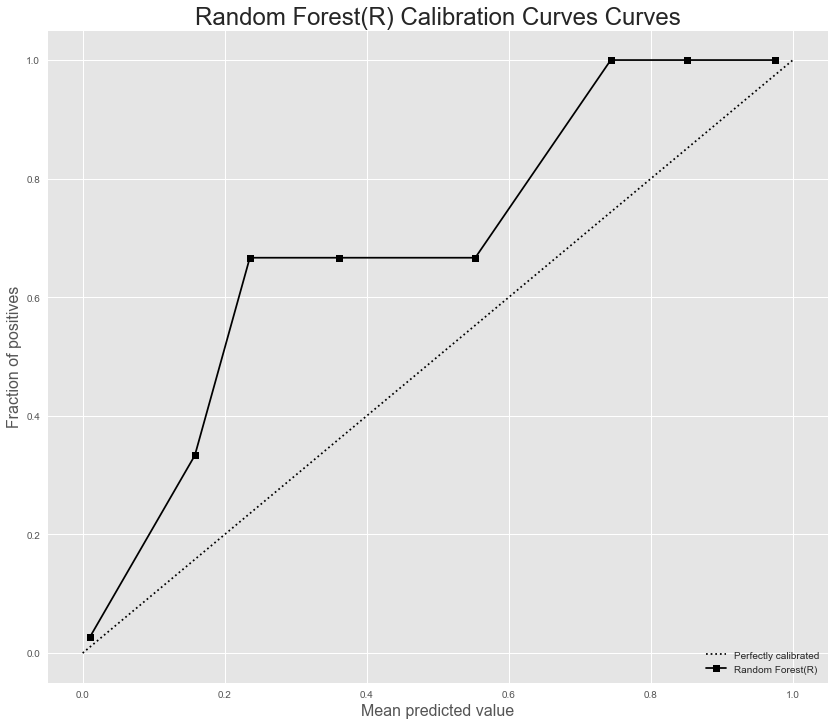 Random Forest(R) Calibration Curves Curves
1.0
0.8
0.6
0.4
0.2
0.0
Fraction of positives
0.0 0.2 0.4 0.6 0.8 1.0
Mean predicted value
Perfectly calibrated
Random Forest(R)